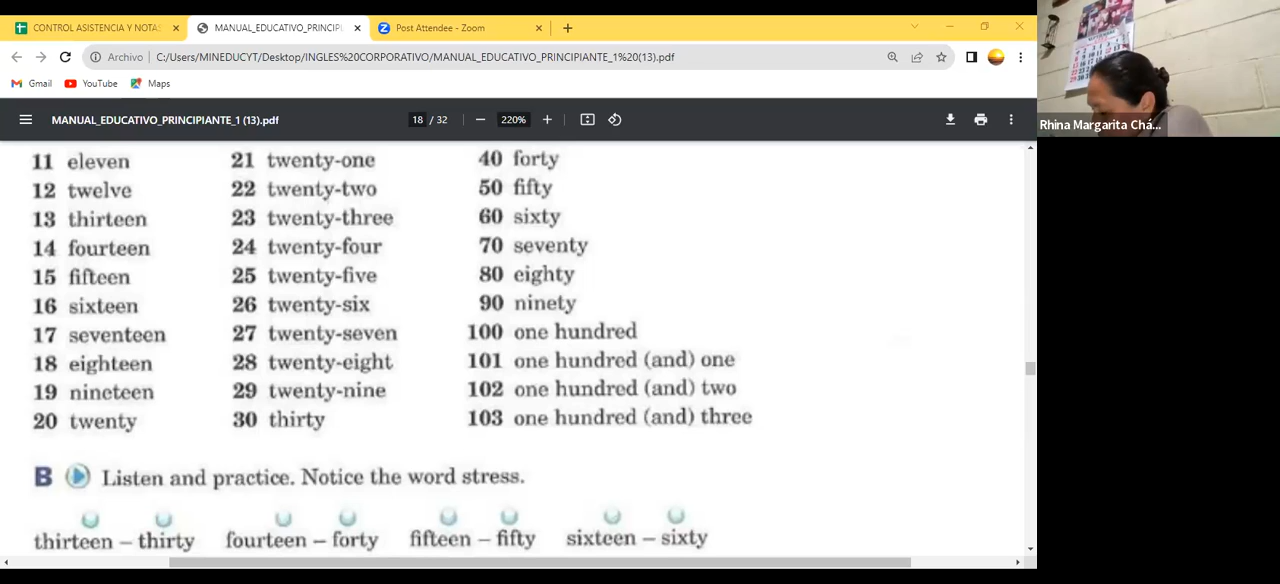 CONTROL ASISTENCIA Y NOTAS
MANUAL_EDUCATIVO_PRINCIPI
Post Attendee - Zoom
Archivo
C:/Users/MINEDUCYT/Desktop/INGLES%20CORPORATIVO/MANUAL_EDUCATIVO_PRINCIPIANTE_1%20(13).pdf
Gmail YouTube Maps
MANUAL_EDUCATIVO_PRINCIPIANTE_1 (13).pdf
18 / 32
220%
Rhina Margarita Chá...
11 eleven 21 twenty-one 40 forty
12 twelve 22 twenty-two 50 fifty
13 thirteen 23 twenty-three 60 sixty
14 fourteen 24 twenty-four 70 seventy
15 fifteen 25 twenty-five 80 eighty
16 sixteen 26 twenty-six 90 ninety
17 seventeen 27 twenty-seven 100 one hundred
18 eighteen 28 twenty-eight 101 one hundred (and) one
19 nineteen 29 twenty-nine 102 one hundred (and) two
20 twenty 30 thirty 103 one hundred (and) three
B Listen and practice. Notice the word stress.
thirteen – thirty fourteen – forty fifteen – fifty sixteen – sixty